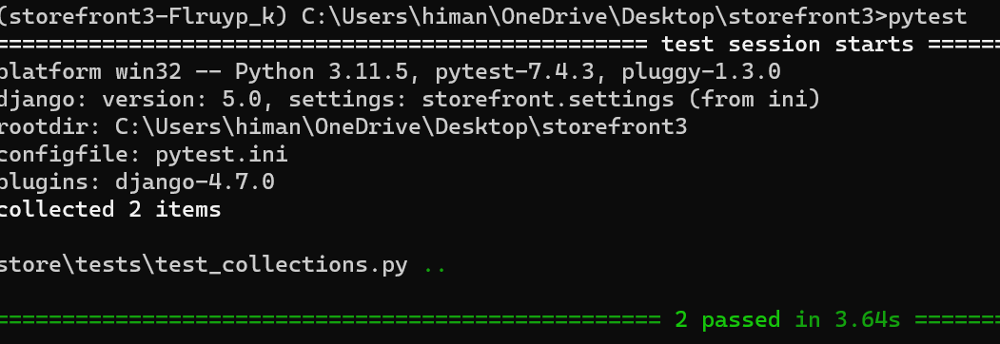 (storefront3-Flruyp_k) C:\Users\himan\OneDrive\Desktop\storefront3>pytest
================================================= test session starts ======
platform win32 -- Python 3.11.5, pytest-7.4.3, pluggy-1.3.0
django: version: 5.0, settings: storefront.settings (from ini)
rootdir: C:\Users\himan\OneDrive\Desktop\storefront3
configfile: pytest.ini
plugins: django-4.7.0
collected 2 items
store\tests\test_collections.py ..
================================================== 2 passed in 3.64s =======